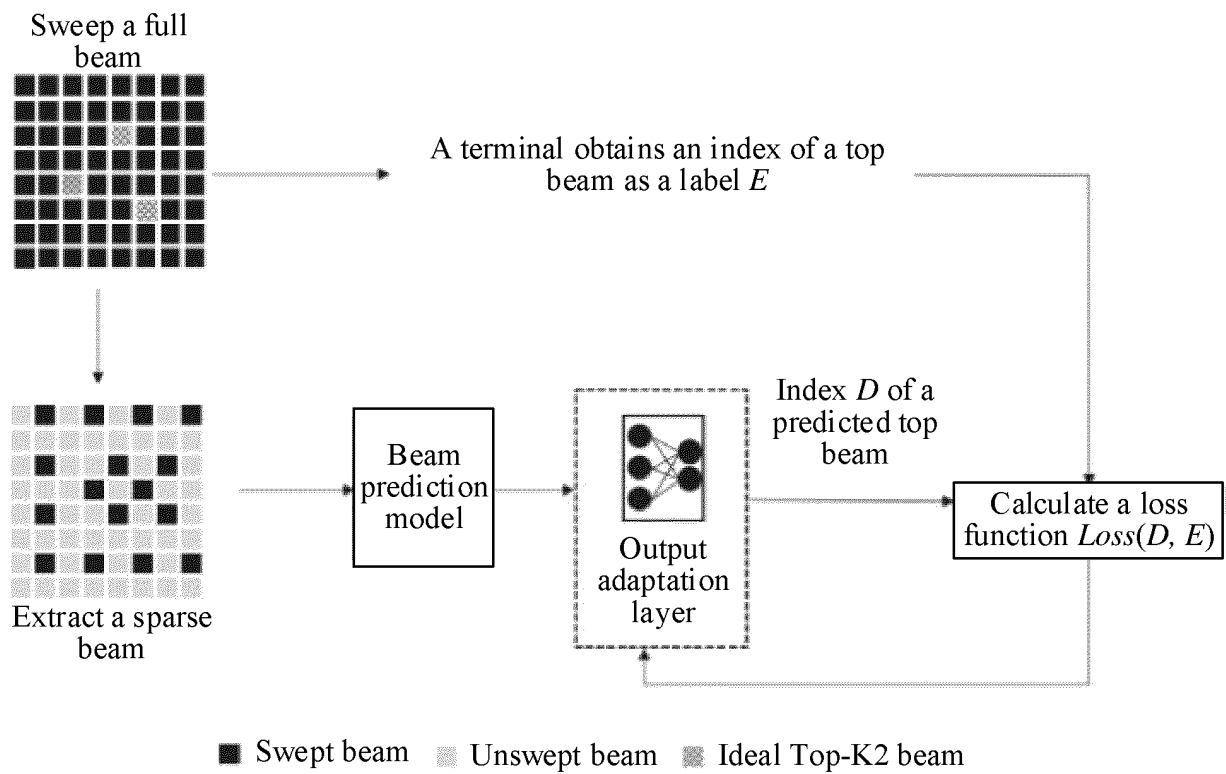 Sweep a full
beam
A terminal obtains an index of a top
beam as a label E
Extract a sparse
beam
Beam
prediction
model
Output
adaptation
layer
Index D of a
predicted top
beam
Calculate a loss
function Loss(D, E)
Swept beam
Unswept beam
Ideal Top-K2 beam